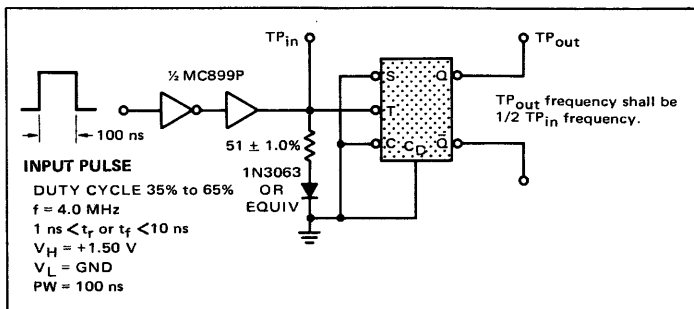 TPin
TPout
½ MC899P
S
Q
T
C
CD
Q̅
TPout frequency shall be
1/2 TPin frequency.
100 ns
51 ± 1.0%
1N3063
OR
EQUIV
INPUT PULSE
DUTY CYCLE 35% to 65%
f = 4.0 MHz
1 ns < tr or tf < 10 ns
VH = +1.50 V
VL = GND
PW = 100 ns